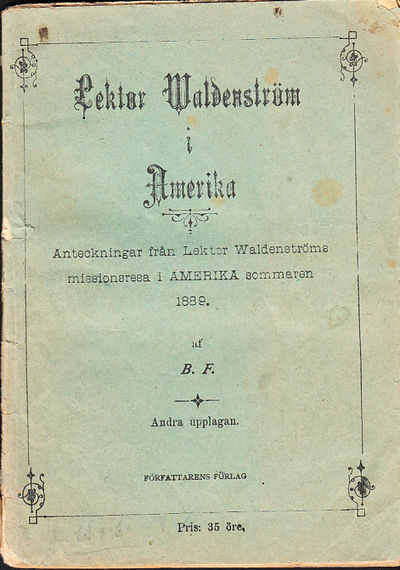 Lektor Waldenström
i
Amerika
Anteckningar från Lektor Waldenströms
missionsresa i AMERIKA sommaren
1889.
af
B. F.
Andra upplagan.
FÖRFATTARENS FÖRLAG
Pris: 35 öre,